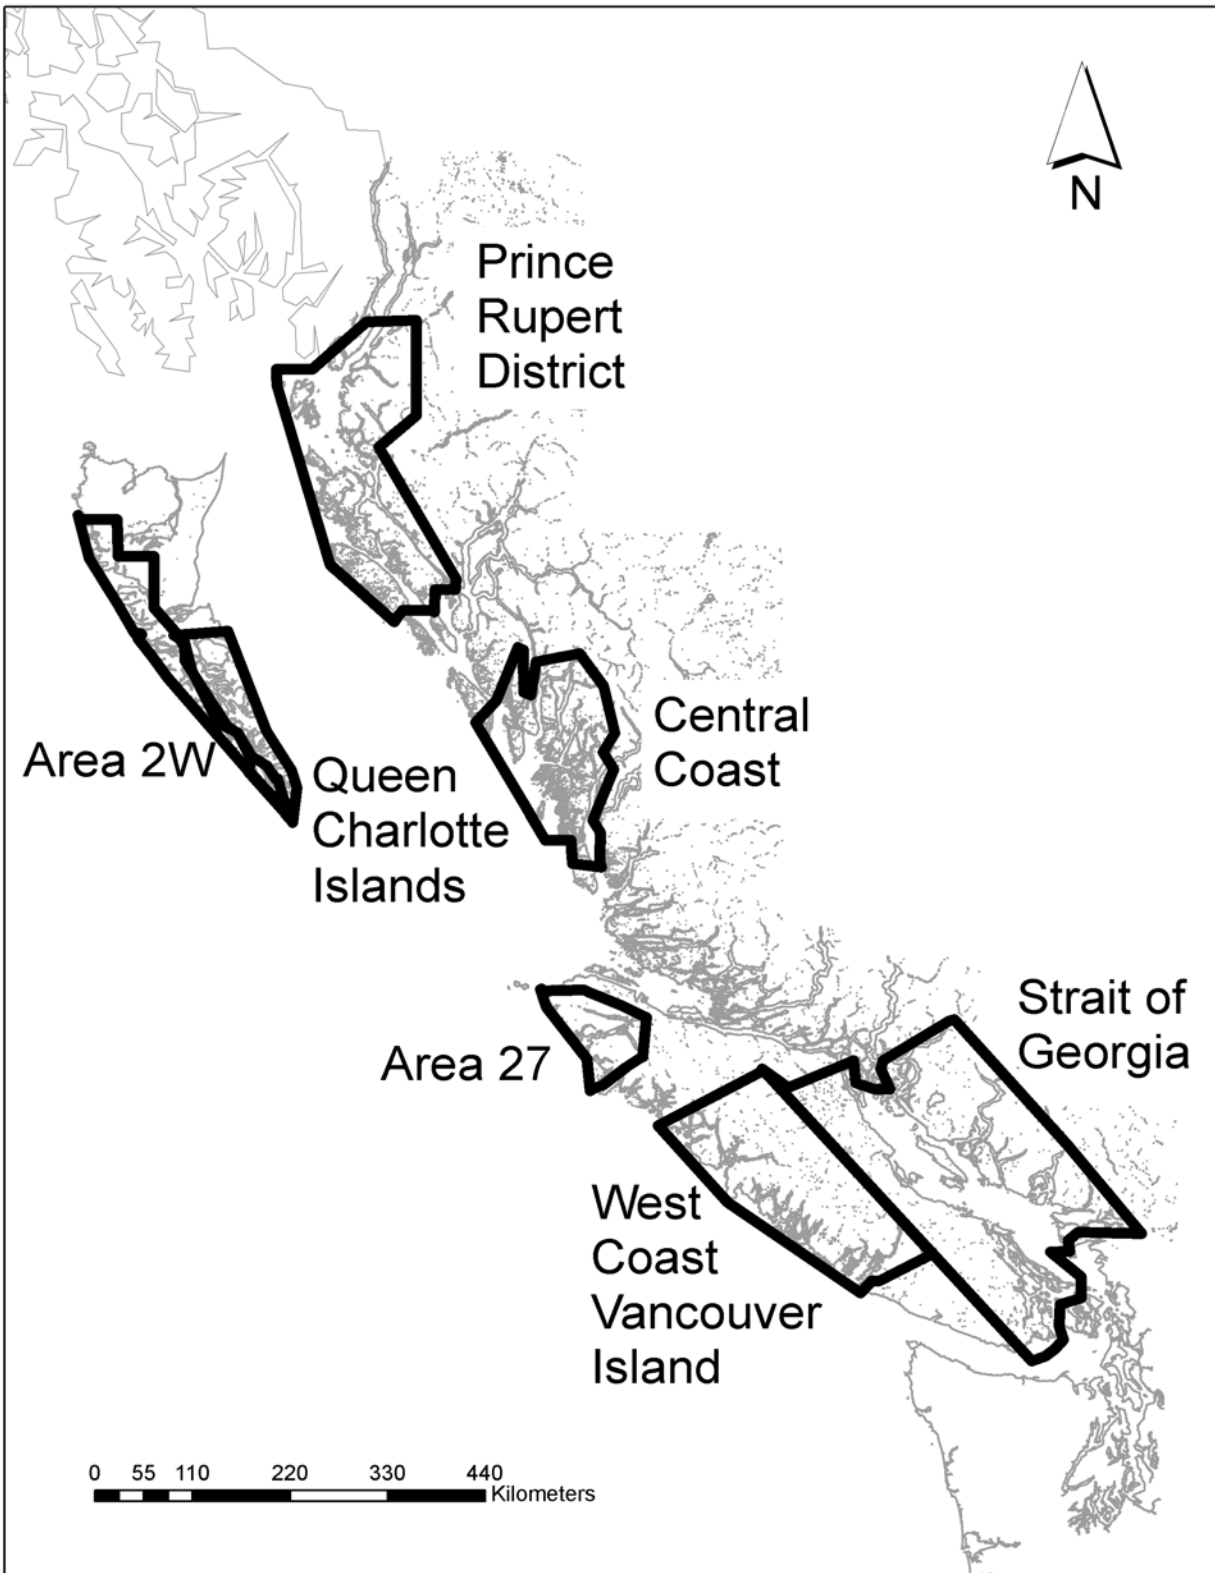 N
Prince
Rupert
District
Central
Coast
Area 2W
Queen
Charlotte
Islands
Strait of
Georgia
Area 27
West
Coast
Vancouver
Island
0 55 110 220 330 440
Kilometers